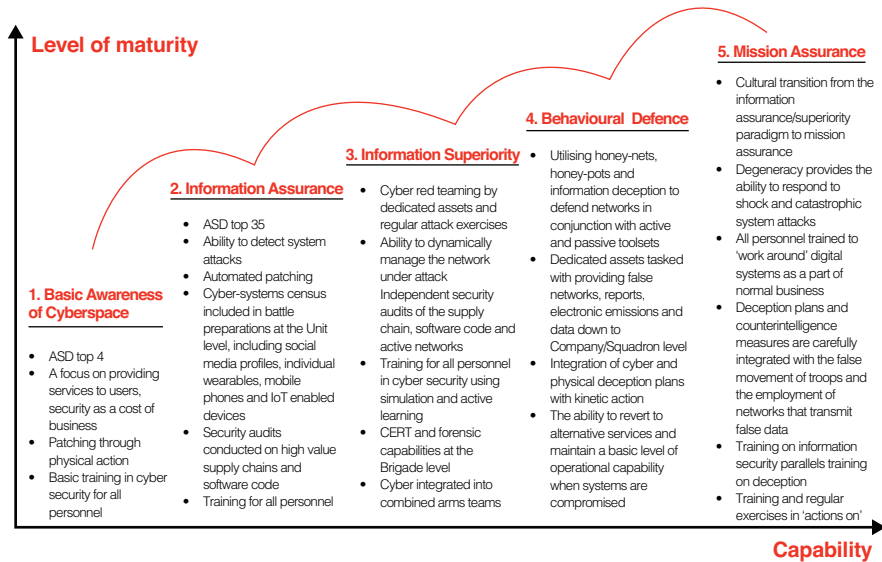 Level of maturity
1. Basic Awareness
of Cyberspace
• ASD top 4
• A focus on providing
services to users,
security as a cost of
business
• Patching through
physical action
• Basic training in cyber
security for all
personnel
2. Information Assurance
• ASD top 35
• Ability to detect system
attacks
• Automated patching
• Cyber-systems census
included in battle
preparations at the Unit
level, including social
media profiles, individual
wearables, mobile
phones and IoT enabled
devices
• Security audits
conducted on high value
supply chains and
software code
• Training for all personnel
3. Information Superiority
• Cyber red teaming by
dedicated assets and
regular attack exercises
• Ability to dynamically
manage the network
under attack
Independent security
audits of the supply
chain, software code and
active networks
• Training for all personnel
in cyber security using
simulation and active
learning
• CERT and forensic
capabilities at the
Brigade level
• Cyber integrated into
combined arms teams
4. Behavioural Defence
• Utilising honey-nets,
honey-pots and
information deception to
defend networks in
conjunction with active
and passive toolsets
• Dedicated assets tasked
with providing false
networks, reports,
electronic emissions and
data down to
Company/Squadron level
• Integration of cyber and
physical deception plans
with kinetic action
• The ability to revert to
alternative services and
maintain a basic level of
operational capability
when systems are
compromised
5. Mission Assurance
• Cultural transition from the
information
assurance/superiority
paradigm to mission
assurance
• Degeneracy provides the
ability to respond to
shock and catastrophic
system attacks
• All personnel trained to
‘work around’ digital
systems as a part of
normal business
• Deception plans and
counterintelligence
measures are carefully
integrated with the false
movement of troops and
the employment of
networks that transmit
false data
• Training on information
security parallels training
on deception
• Training and regular
exercises in ‘actions on’
Capability